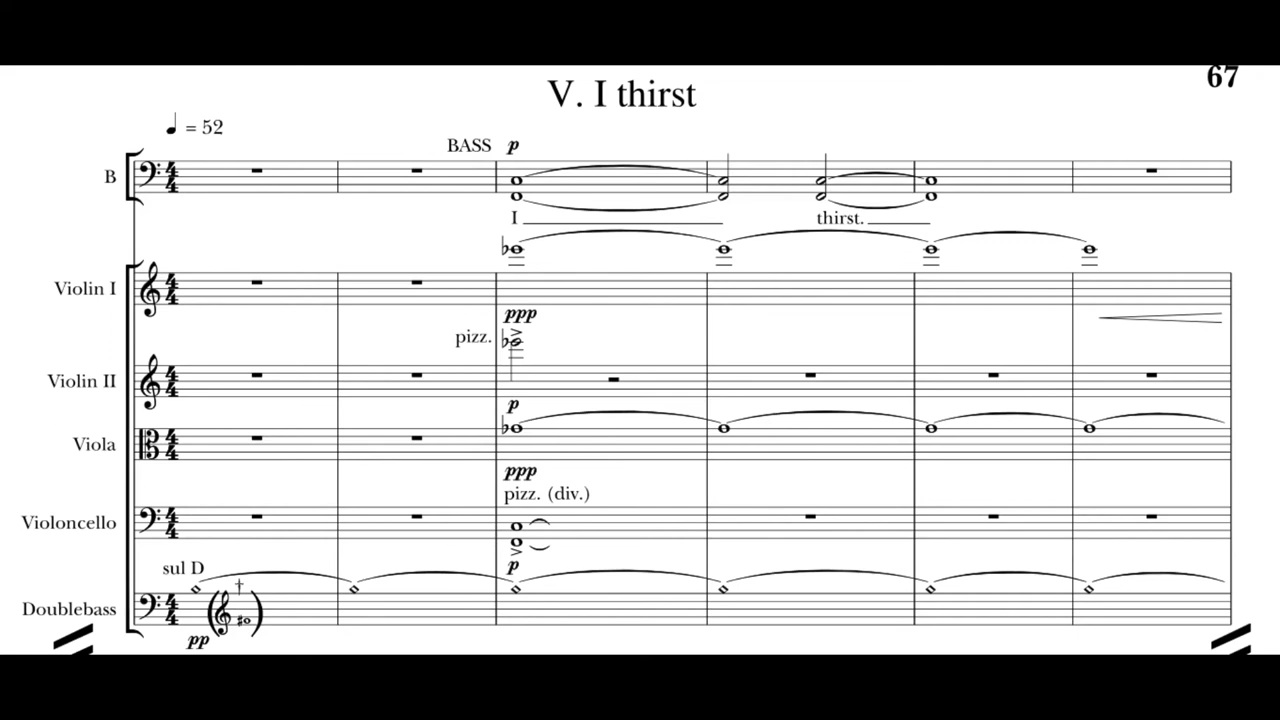 67
V. I thirst
♩ = 52
BASS p
B
I thirst.
Violin I
ppp
pizz.
Violin II
p
Viola
ppp
pizz. (div.)
Violoncello
p
sul D
†
Doublebass
pp